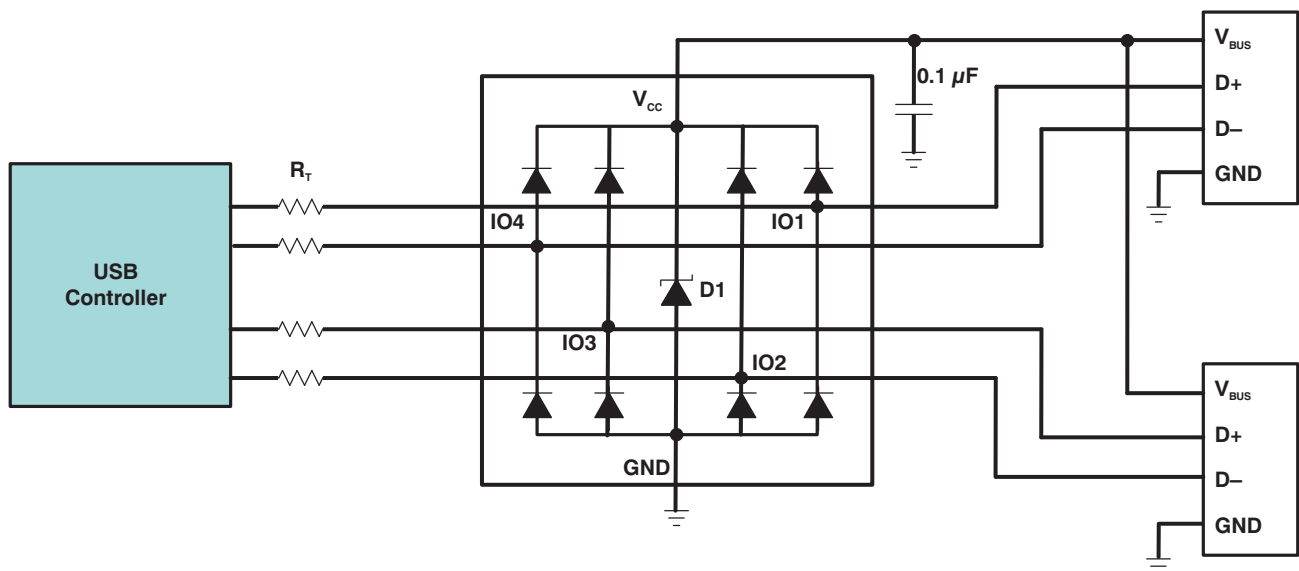 V_BUS
0.1 µF
D+
V_CC
D–
R_T
GND
IO4
IO1
USB
Controller
D1
IO3
IO2
V_BUS
D+
GND
D–
GND